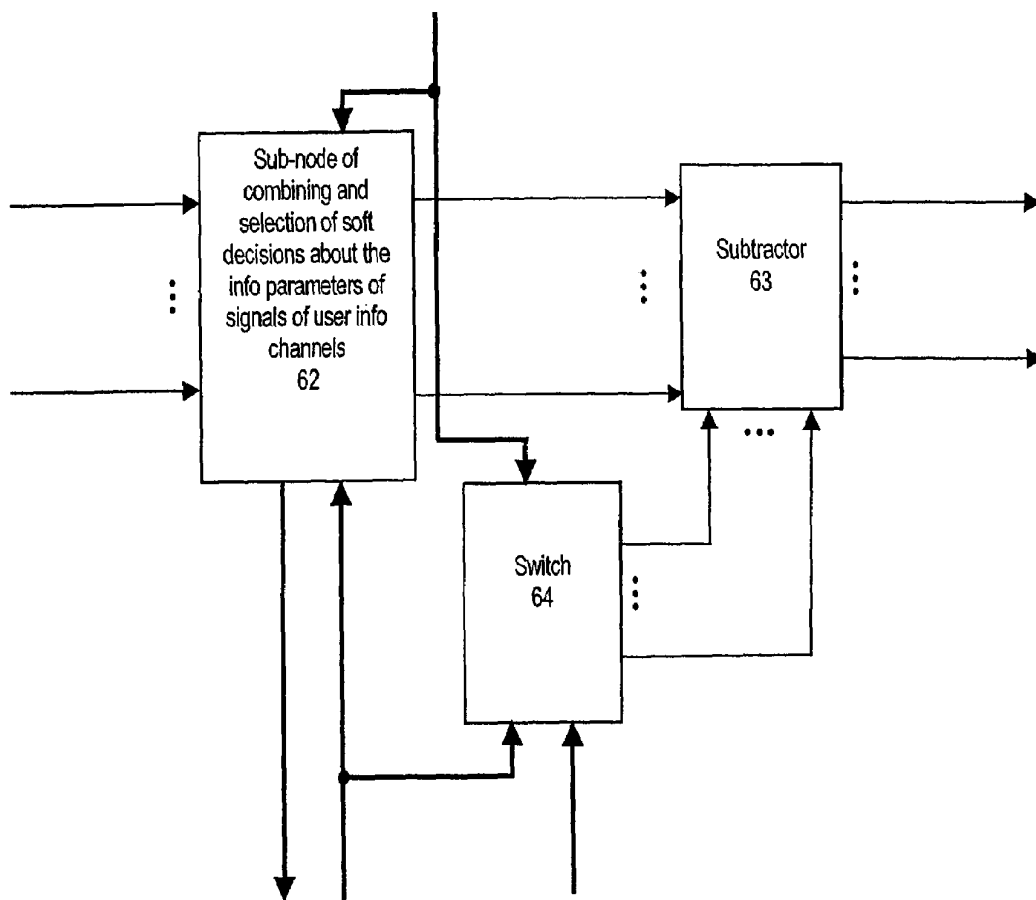 Sub-node of
combining and
selection of soft
decisions about the
info parameters of
signals of user info
channels
62
Subtractor
63
Switch
64